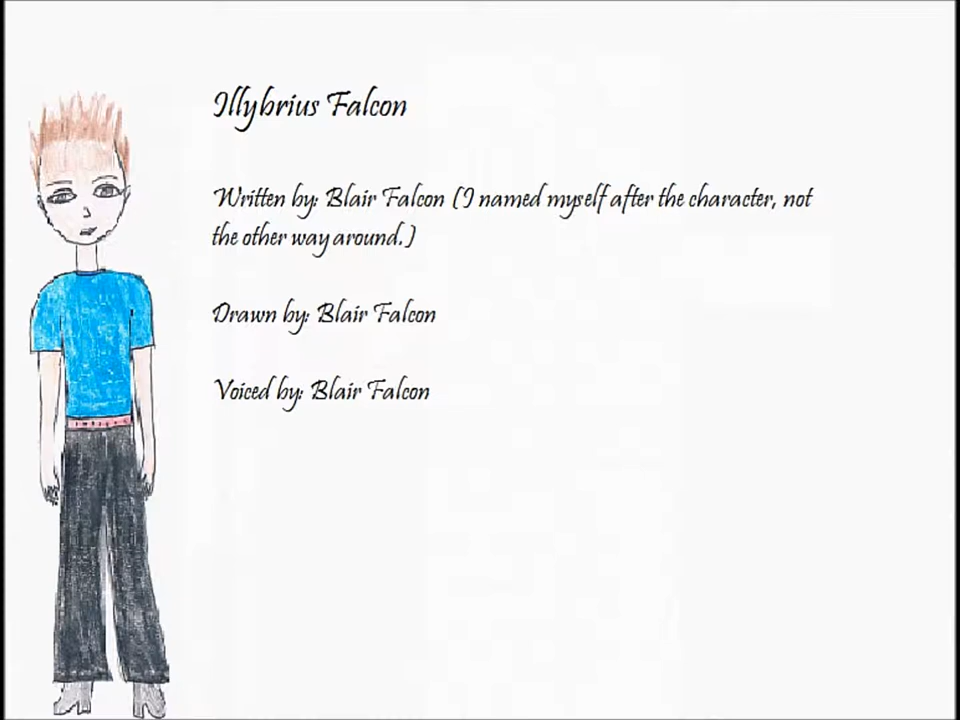 Illybrius Falcon
Written by: Blair Falcon (I named myself after the character, not
the other way around.)
Drawn by: Blair Falcon
Voiced by: Blair Falcon